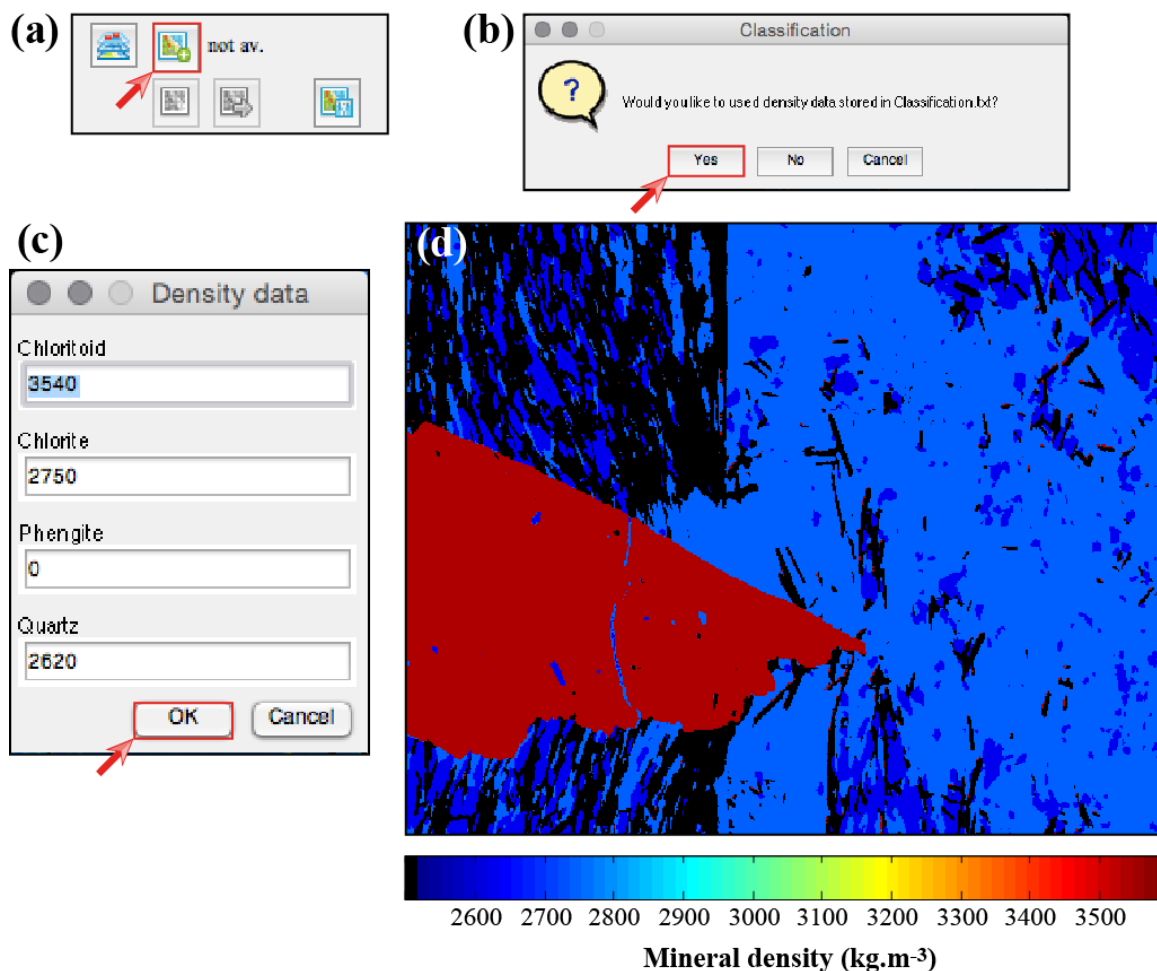 (a)
not av.
(b)
Classification
?
Would you like to used density data stored in Classification.txt?
Yes No Cancel
(c)
Density data
Chloritoid
3540
Chlorite
2750
Phengite
0
Quartz
2620
OK Cancel
(d)
2600 2700 2800 2900 3000 3100 3200 3300 3400 3500
Mineral density (kg.m-³)